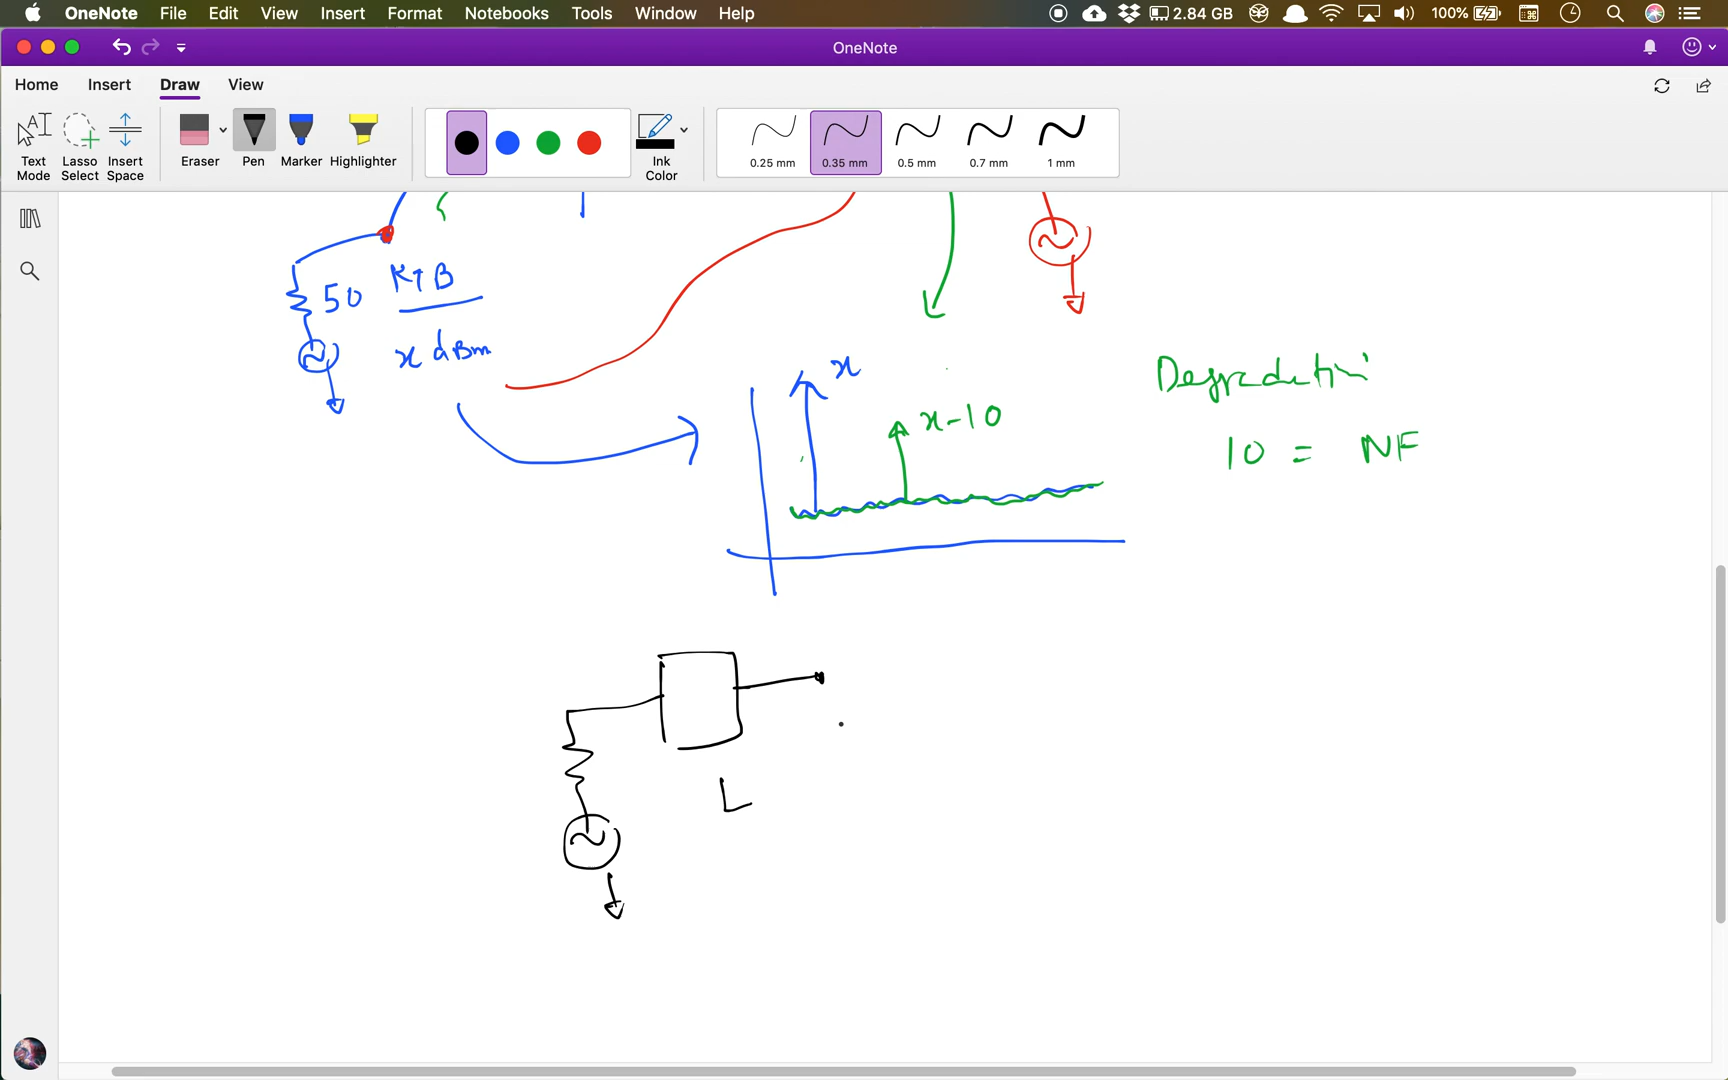 OneNote File Edit View Insert Format Notebooks Tools Window Help 2.84 GB 100%
OneNote
Home Insert Draw View
Text Mode
Lasso Select
Insert Space
Eraser
Pen
Marker
Highlighter
Ink Color
0.25 mm
0.35 mm
0.5 mm
0.7 mm
1 mm
50 KTB
x dBm
x
x-10
Degradation
10 = NF
L